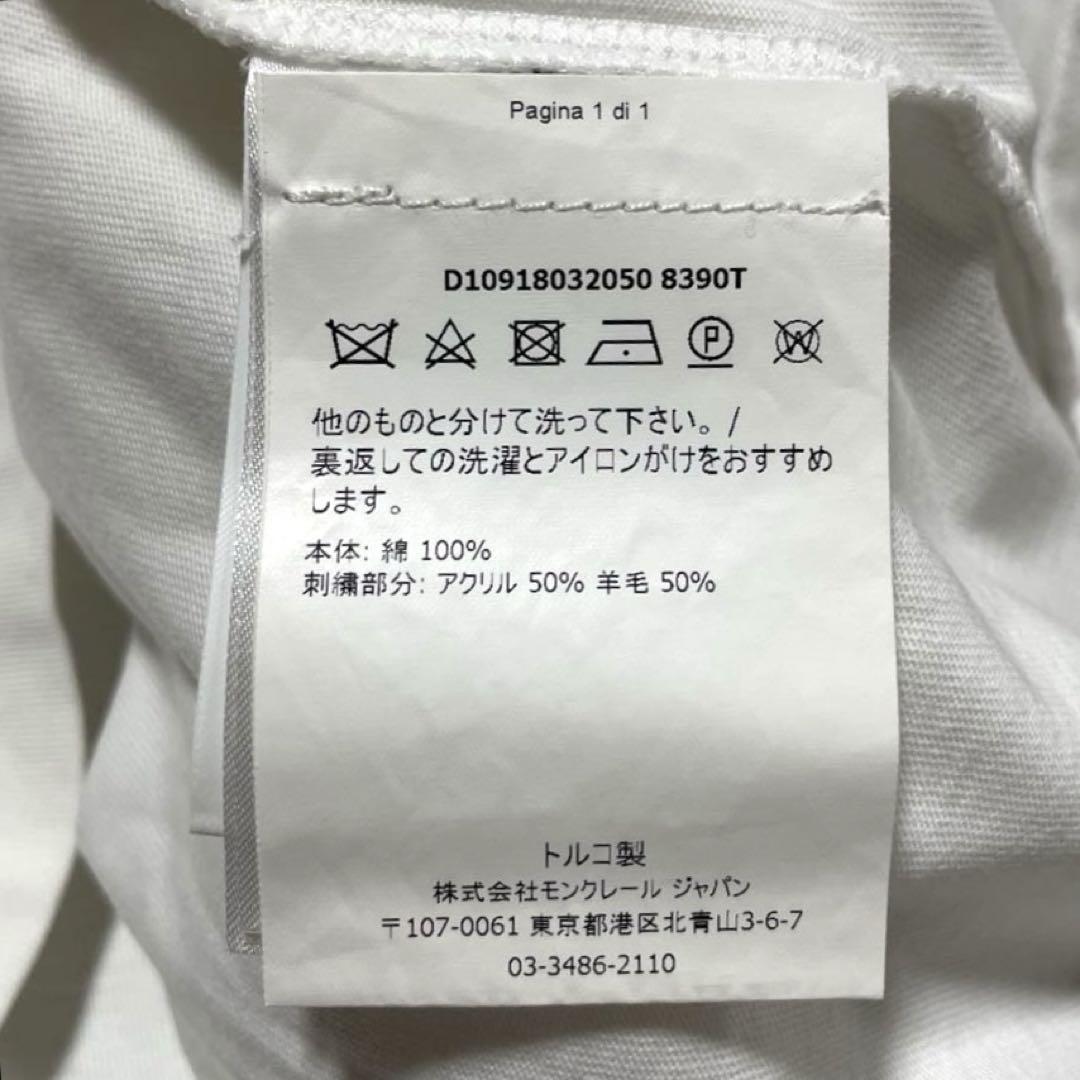 Pagina 1 di 1
D10918032050 8390T
P
W
他のものと分けて洗って下さい。/
裏返しての洗濯とアイロンがけをおすすめ
します。
本体: 綿 100%
刺繍部分: アクリル 50% 羊毛 50%
トルコ製
株式会社モンクレール ジャパン
〒107-0061 東京都港区北青山3-6-7
03-3486-2110